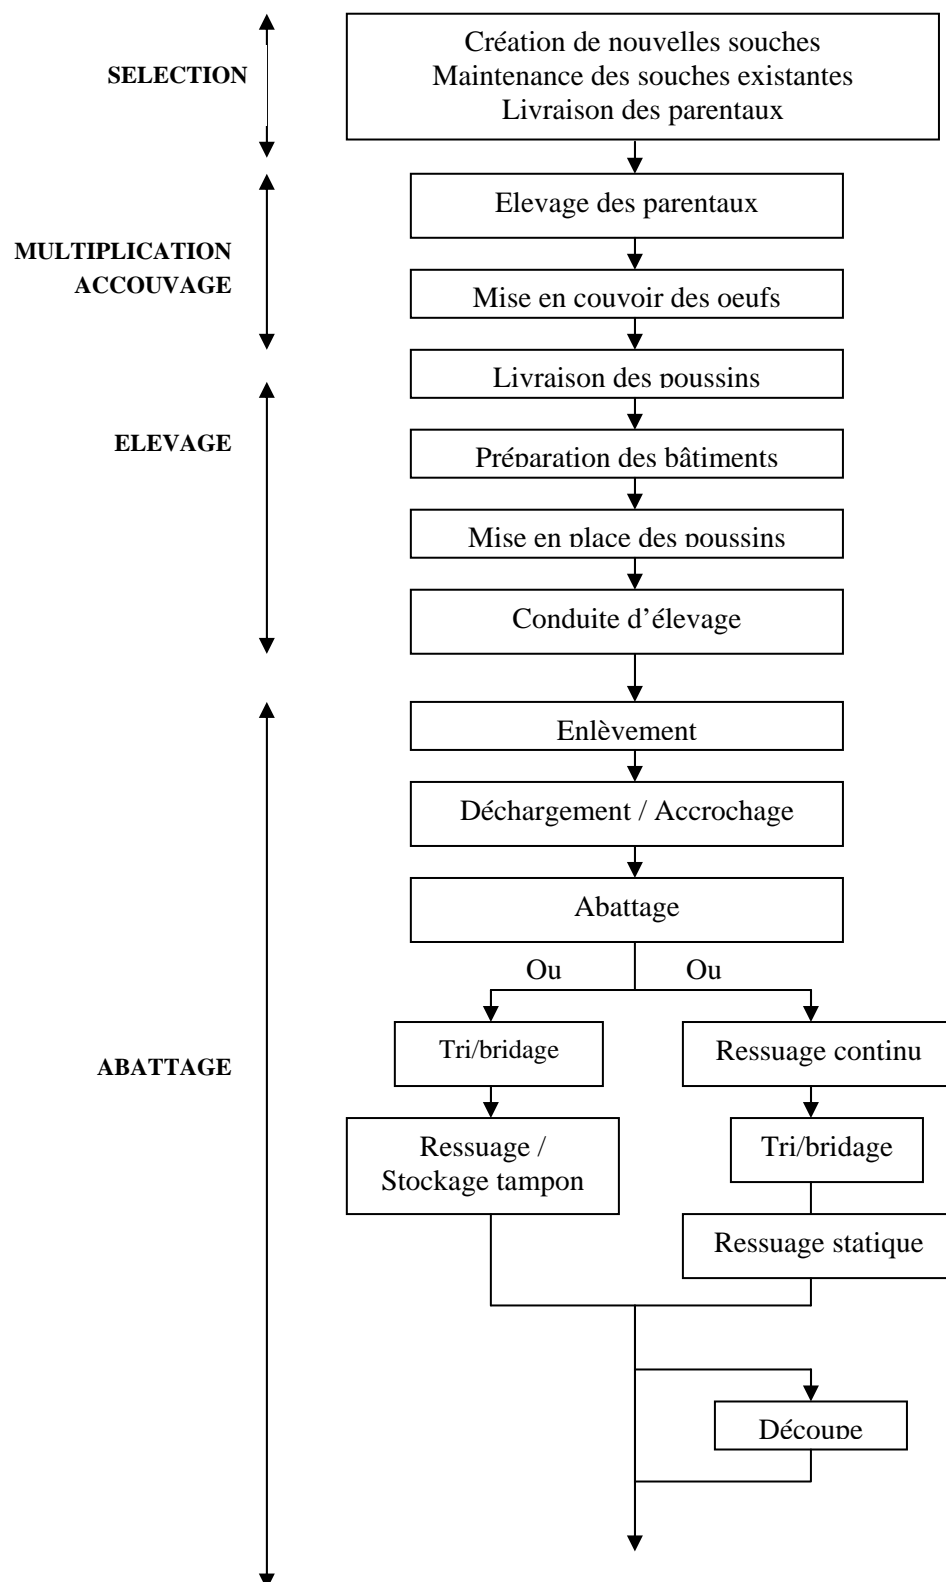 SELECTION
Création de nouvelles souches
Maintenance des souches existantes
Livraison des parentaux
MULTIPLICATION
ACCOUVAGE
Elevage des parentaux
Mise en couvoir des oeufs
Livraison des poussins
ELEVAGE
Préparation des bâtiments
Mise en place des poussins
Conduite d’élevage
Enlèvement
Déchargement / Accrochage
Abattage
Ou
Ou
ABATTAGE
Tri/bridage
Ressuage continu
Ressuage /
Stockage tampon
Tri/bridage
Ressuage statique
Découpe